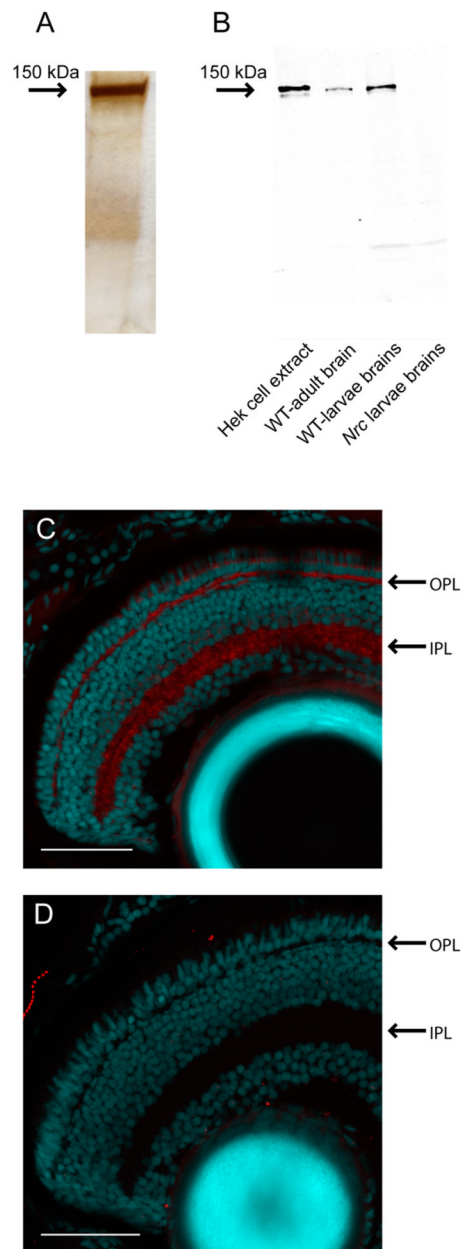 A
B
150 kDa
150 kDa
Hek cell extract
WT-adult brain
WT-larvae brains
Nrc larvae brains
C
OPL
IPL
D
OPL
IPL